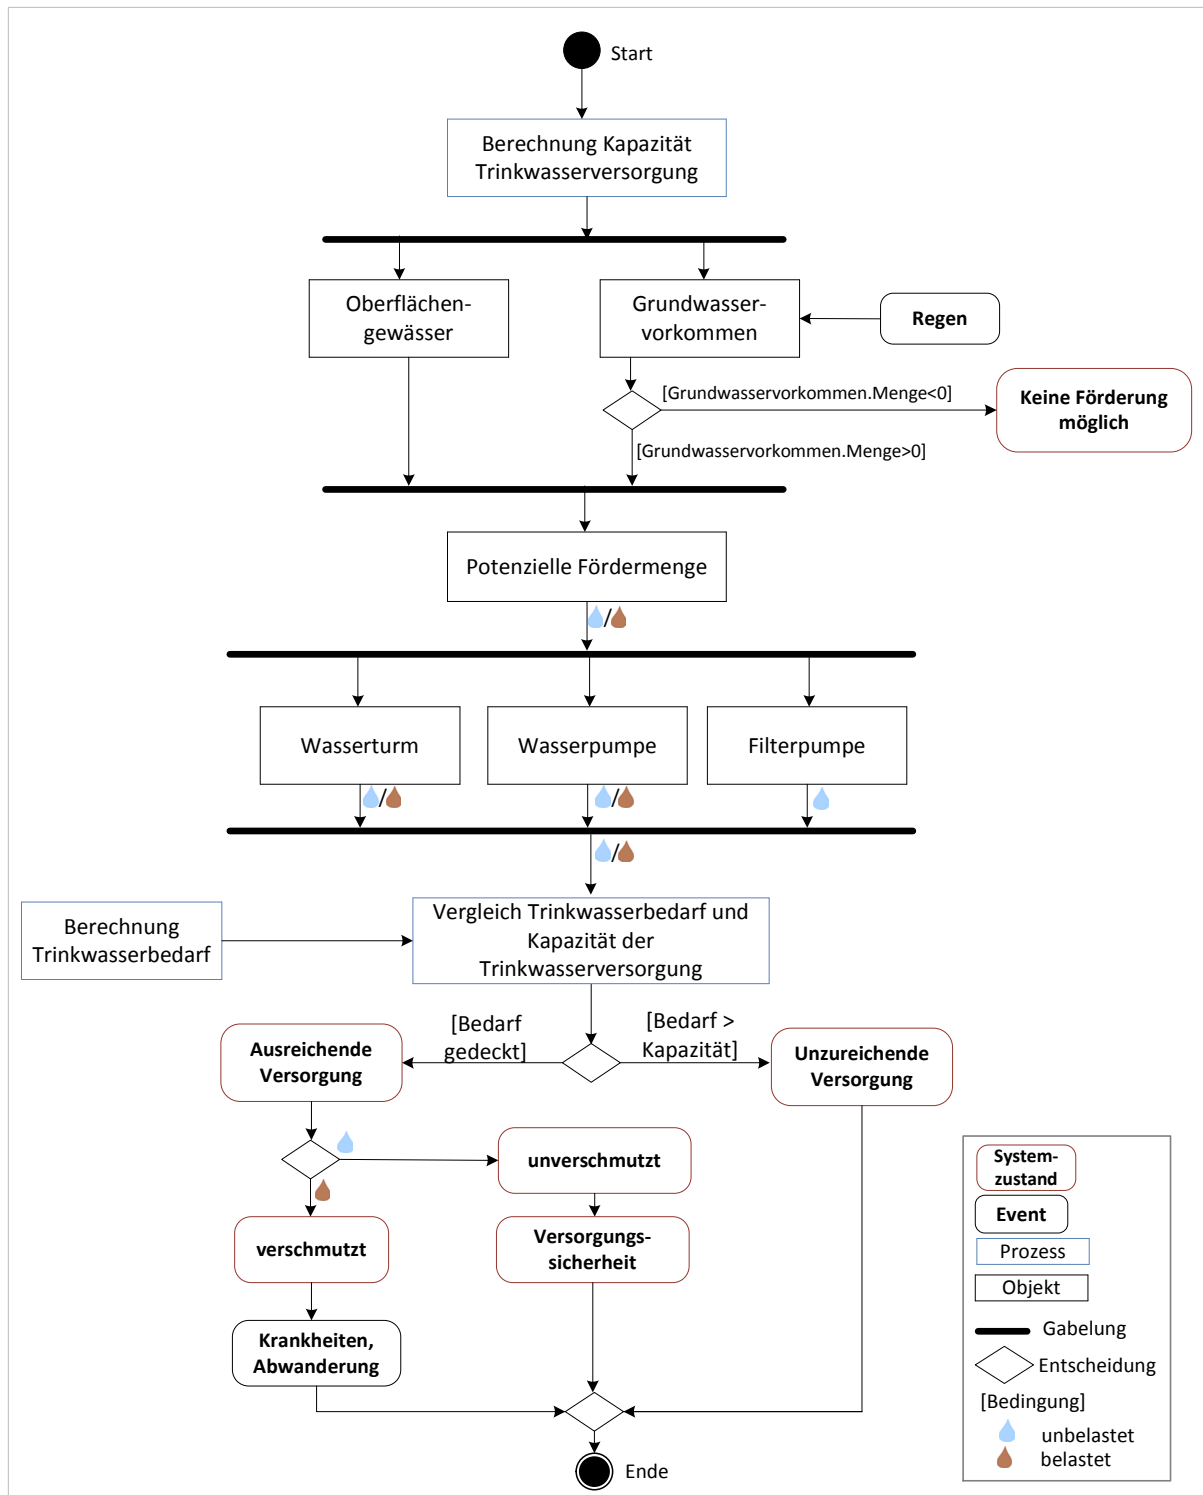 Start
Berechnung Kapazität
Trinkwasserversorgung
Oberflächen-
gewässer
Grundwasser-
vorkommen
Regen
[Grundwasservorkommen.Menge<0]
Keine Förderung
möglich
[Grundwasservorkommen.Menge>0]
Potenzielle Fördermenge
/
Wasserturm
Wasserpumpe
Filterpumpe
/
/
/
Berechnung
Trinkwasserbedarf
Vergleich Trinkwasserbedarf und
Kapazität der
Trinkwasserversorgung
[Bedarf
gedeckt]
[Bedarf >
Kapazität]
Ausreichende
Versorgung
Unzureichende
Versorgung
unverschmutzt
verschmutzt
Versorgungs-
sicherheit
Krankheiten,
Abwanderung
Ende
System-
zustand
Event
Prozess
Objekt
Gabelung
Entscheidung
[Bedingung]
unbelastet
belastet